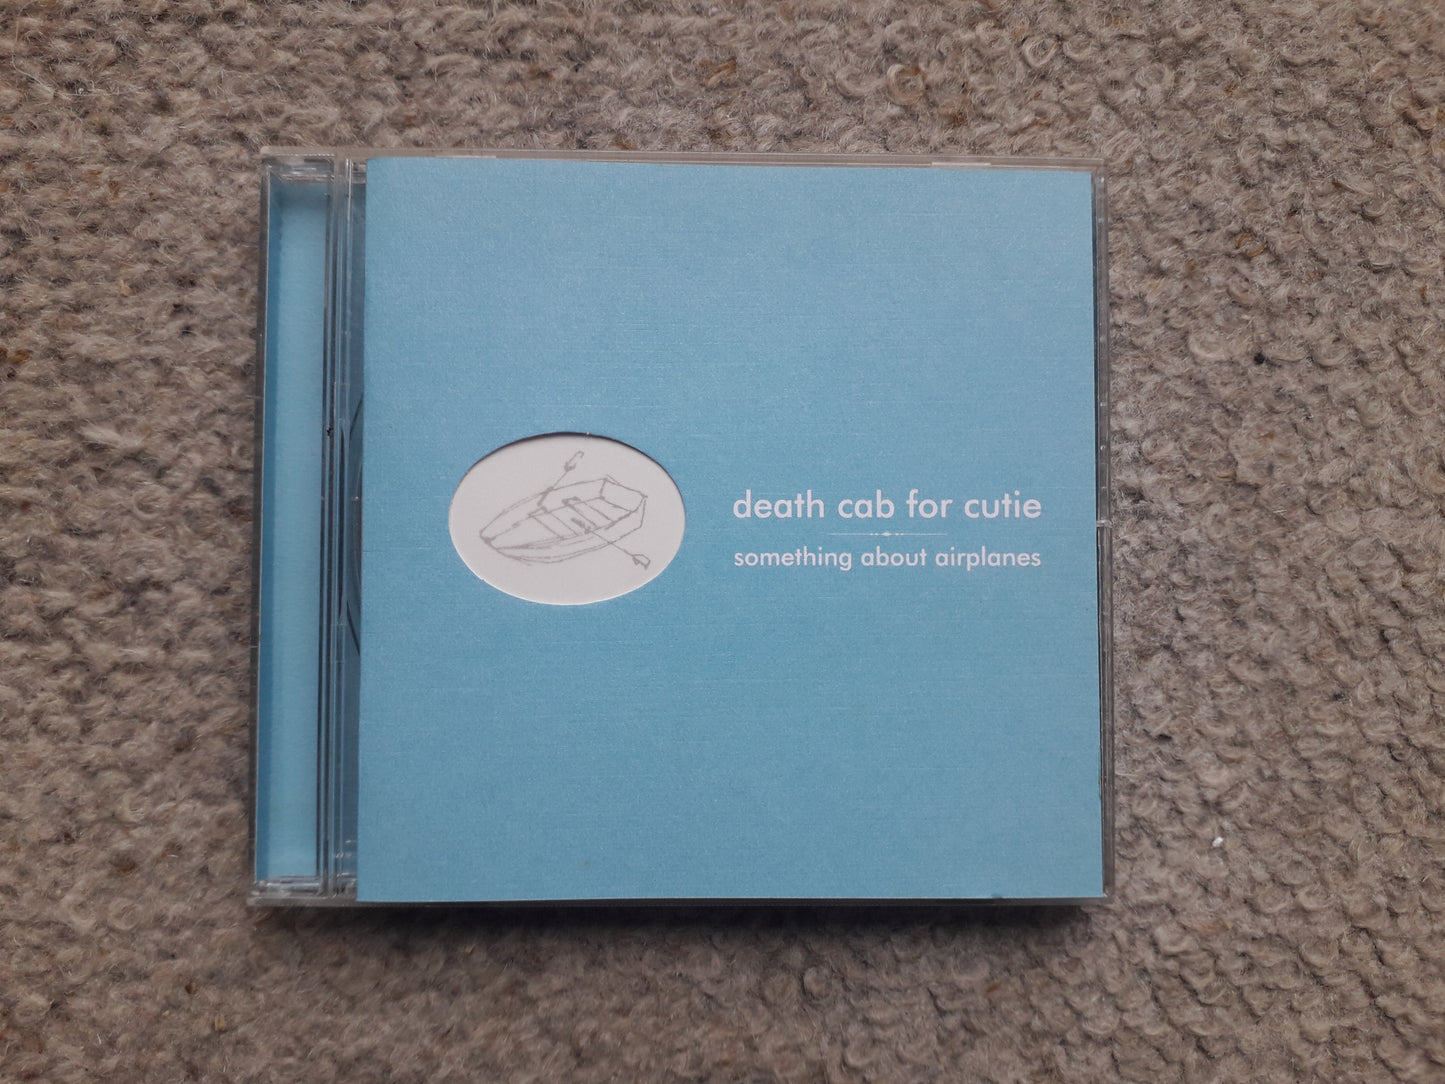 death cab for cutie
something about airplanes